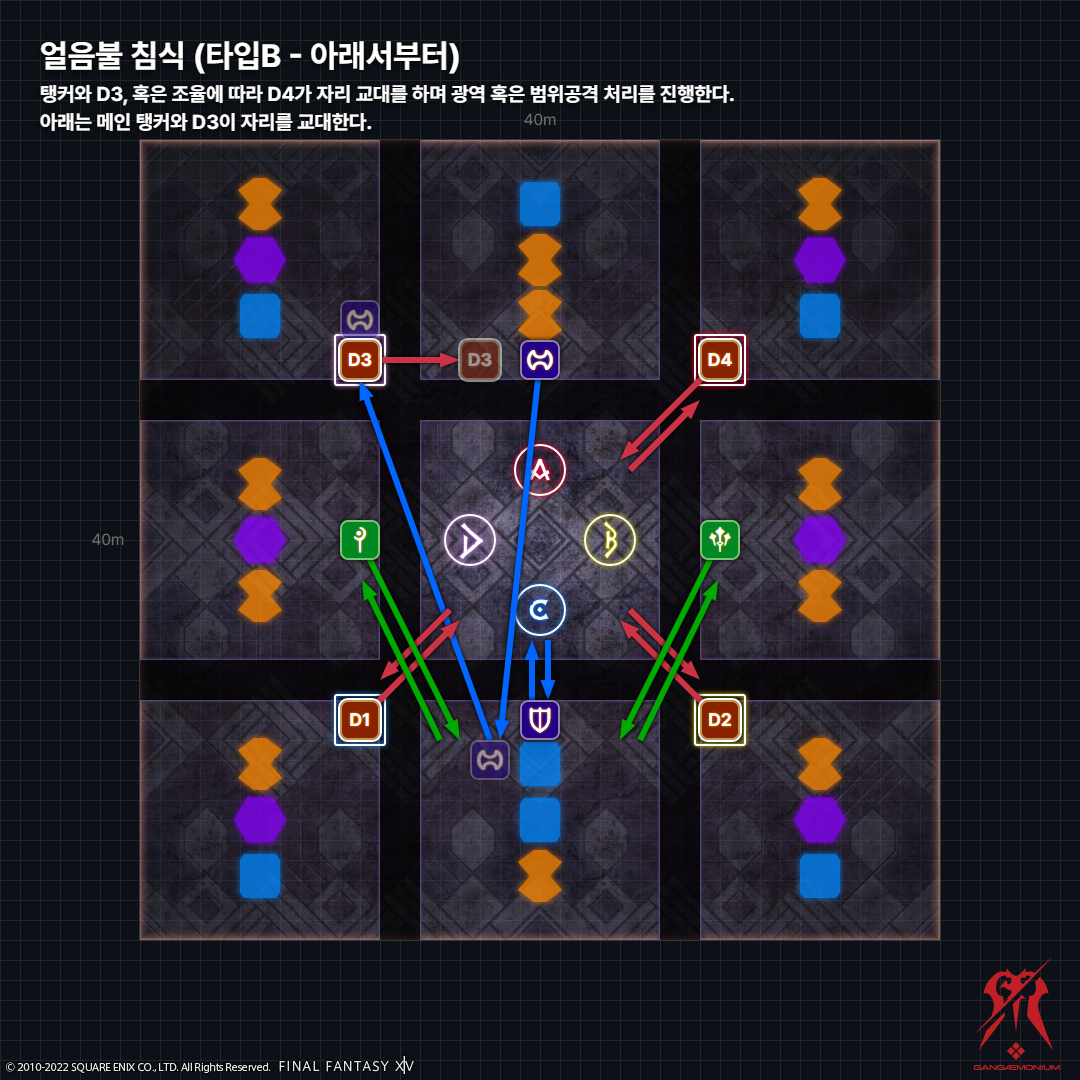 얼음불 침식 (타입B - 아래서부터)
탱커와 D3, 혹은 조율에 따라 D4가 자리 교대를 하며 광역 혹은 범위공격 처리를 진행한다.
아래는 메인 탱커와 D3이 자리를 교대한다.
40m
D3
D3
D4
A
40m
D
B
C
D1
D2
GANGÆMONIUM
© 2010-2022 SQUARE ENIX CO., LTD. All Rights Reserved. FINAL FANTASY XIV